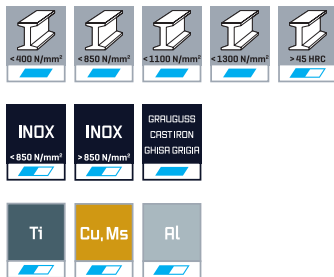 <400 N/mm² <850 N/mm² <1100 N/mm² <1300 N/mm² >45 HRC
INOX INOX GRAUGUSS
CAST IRON
GHISA GRIGIA
<850 N/mm² >850 N/mm²
Ti Cu, Ms Al